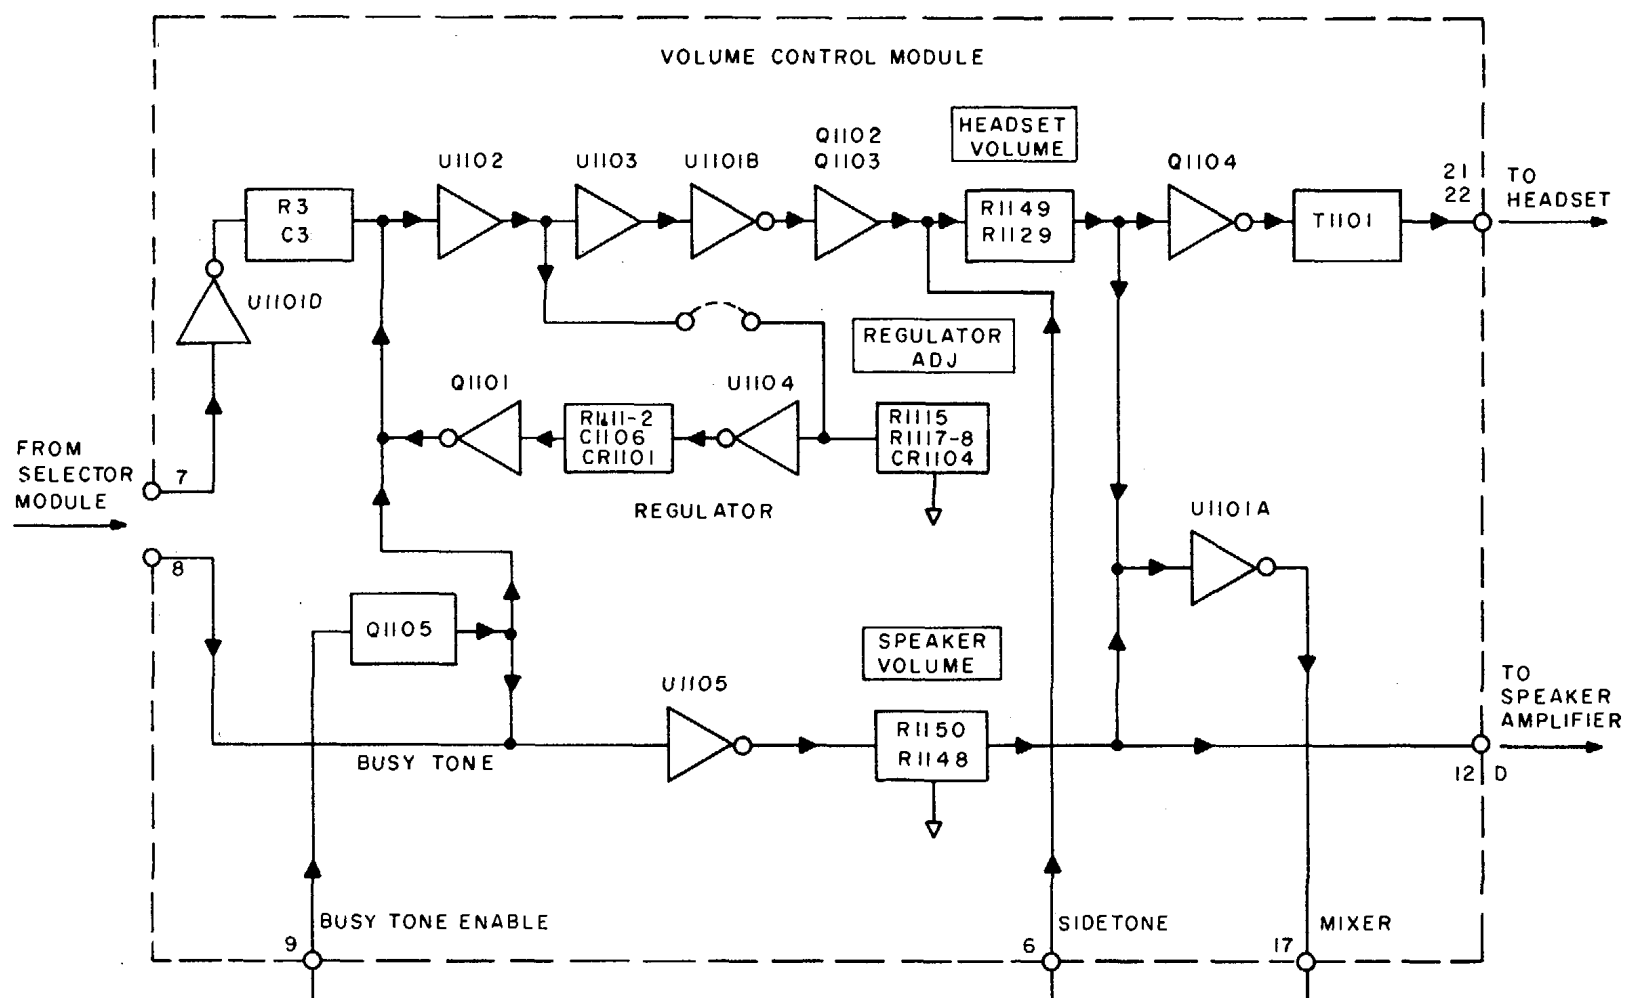 VOLUME CONTROL MODULE
HEADSET
VOLUME
Q1102
Q1103
U1102
U1103
U1101B
Q1104
21
22
TO
HEADSET
R3
C3
R1149
R1129
T1101
U1101D
REGULATOR
ADJ
Q1101
U1104
R1111-2
C1106
CR1101
R1115
R1117-8
CR1104
FROM
SELECTOR
MODULE
7
REGULATOR
U1101A
8
Q1105
SPEAKER
VOLUME
U1105
TO
SPEAKER
AMPLIFIER
R1150
R1148
BUSY TONE
12 D
BUSY TONE ENABLE
SIDETONE
MIXER
9
6
17